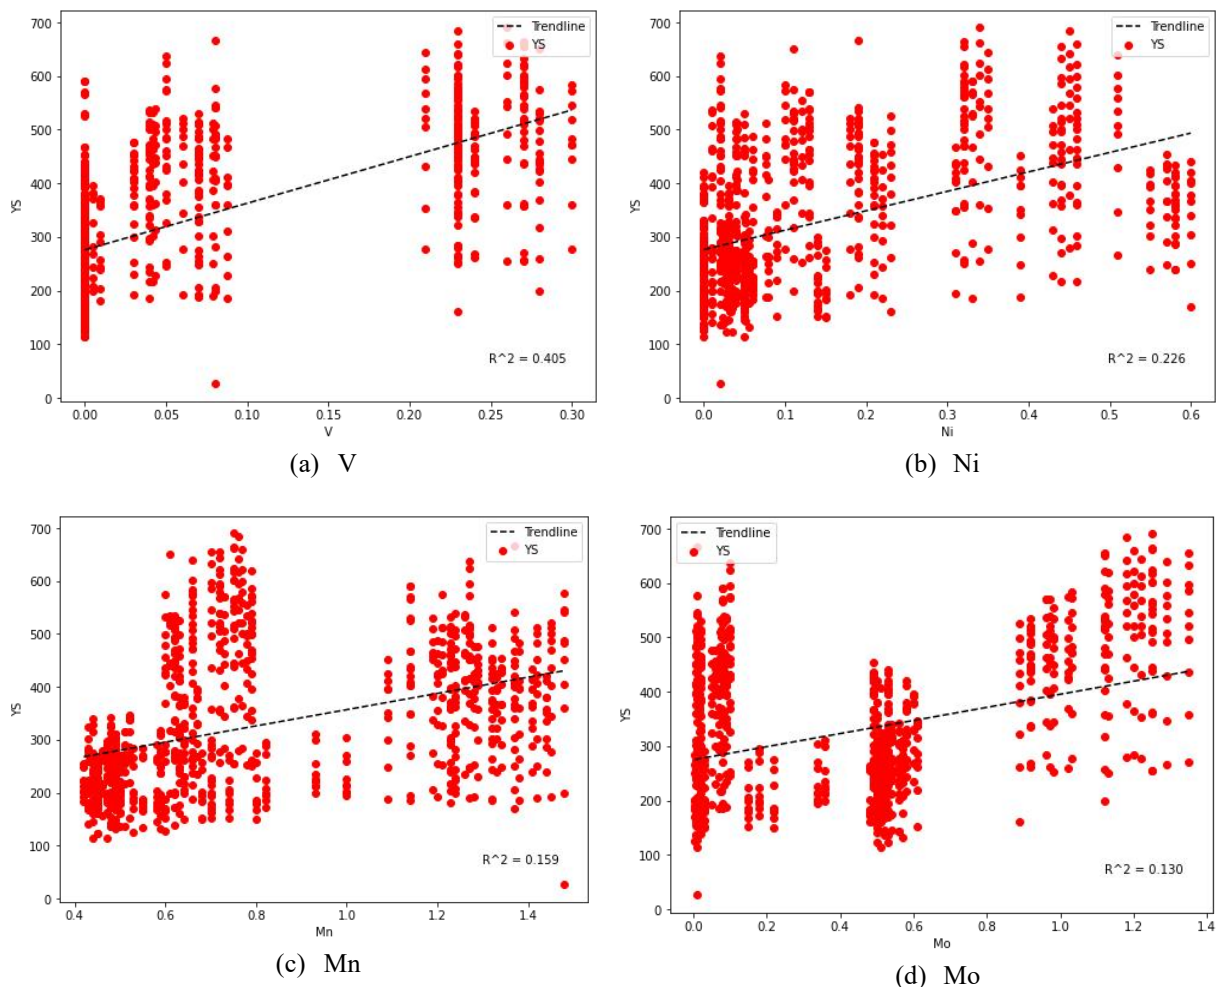 700
600
500
400
300
200
100
0
YS
Trendline
YS
R^2 = 0.405
0.00 0.05 0.10 0.15 0.20 0.25 0.30
V
(a) V
700
600
500
400
300
200
100
0
YS
Trendline
YS
R^2 = 0.226
0.0 0.1 0.2 0.3 0.4 0.5 0.6
Ni
(b) Ni
700
600
500
400
300
200
100
0
YS
Trendline
YS
R^2 = 0.159
0.4 0.6 0.8 1.0 1.2 1.4
Mn
(c) Mn
700
600
500
400
300
200
100
0
YS
Trendline
YS
R^2 = 0.130
0.0 0.2 0.4 0.6 0.8 1.0 1.2 1.4
Mo
(d) Mo